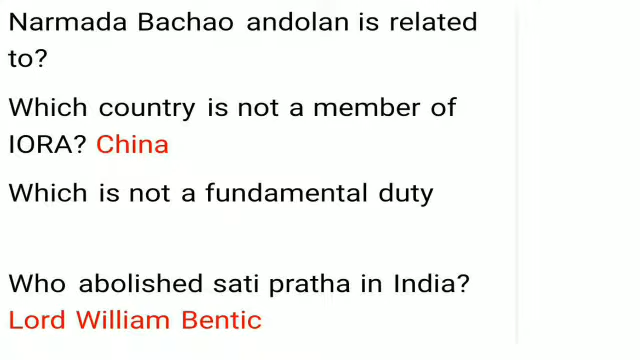 Narmada Bachao andolan is related
to?
Which country is not a member of
IORA? China
Which is not a fundamental duty
Who abolished sati pratha in India?
Lord William Bentic